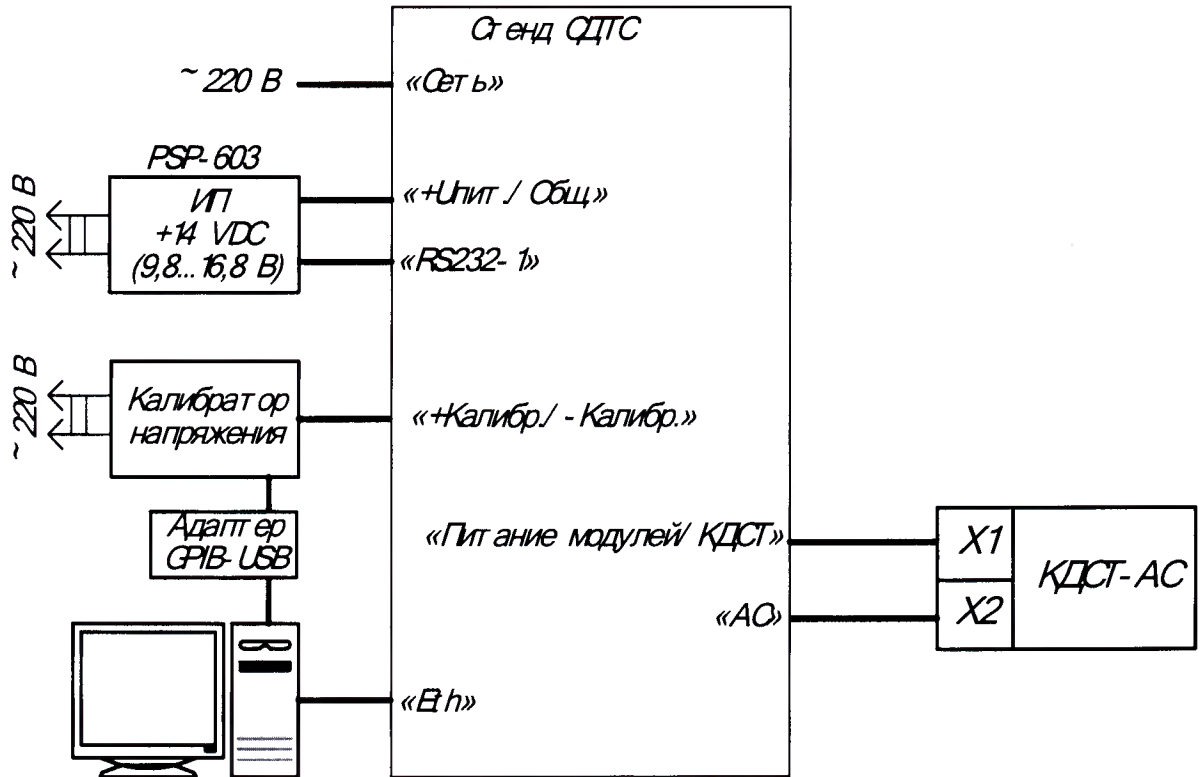 Стенд СДТС
~ 220 В
«Сеть»
PSP-603
~ 220 В
ИП
+14 VDC
(9,8...16,8 В)
«+Uпит./ Общ.»
«RS232-1»
~ 220 В
Калибратор
напряжения
«+Калибр./ - Калибр.»
Адаптер
GPIB-USB
«Питание модулей/ КДСТ»
X1
X2
КДСТ-АС
«АС»
«Eth»